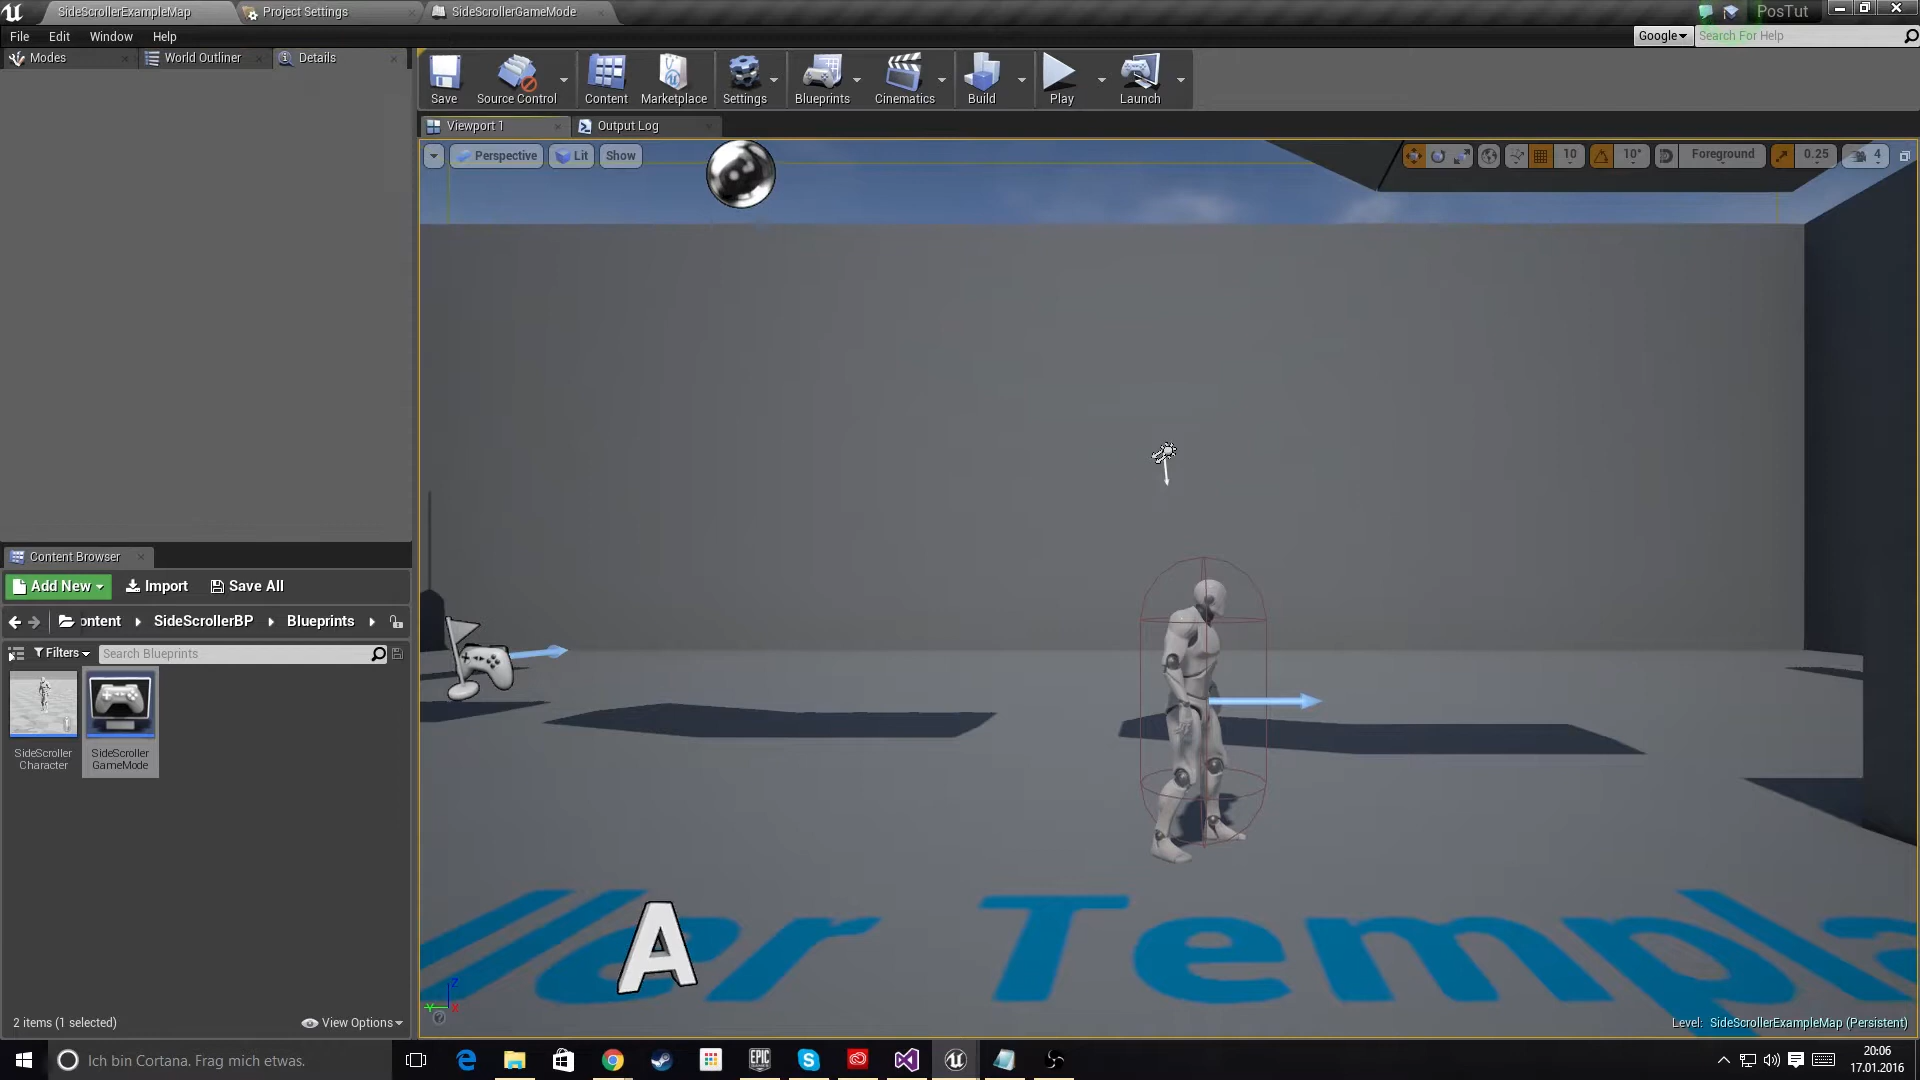 SideScrollerExampleMap
Project Settings
SideScrollerGameMode
PosTut
File
Edit
Window
Help
Google
Search For Help
Modes
World Outliner
Details
Save
Source Control
Content
Marketplace
Settings
Blueprints
Cinematics
Build
Play
Launch
Viewport 1
Output Log
Perspective
Lit
Show
10
10°
Foreground
0.25
4
Content Browser
Add New
Import
Save All
ontent
SideScrollerBP
Blueprints
Filters
Search Blueprints
SideScroller
Character
SideScroller
GameMode
A
ller Templa
Z
Y
X
2 items (1 selected)
View Options
Level: SideScrollerExampleMap (Persistent)
Ich bin Cortana. Frag mich etwas.
EPIC
GAMES
20:06
17.01.2016